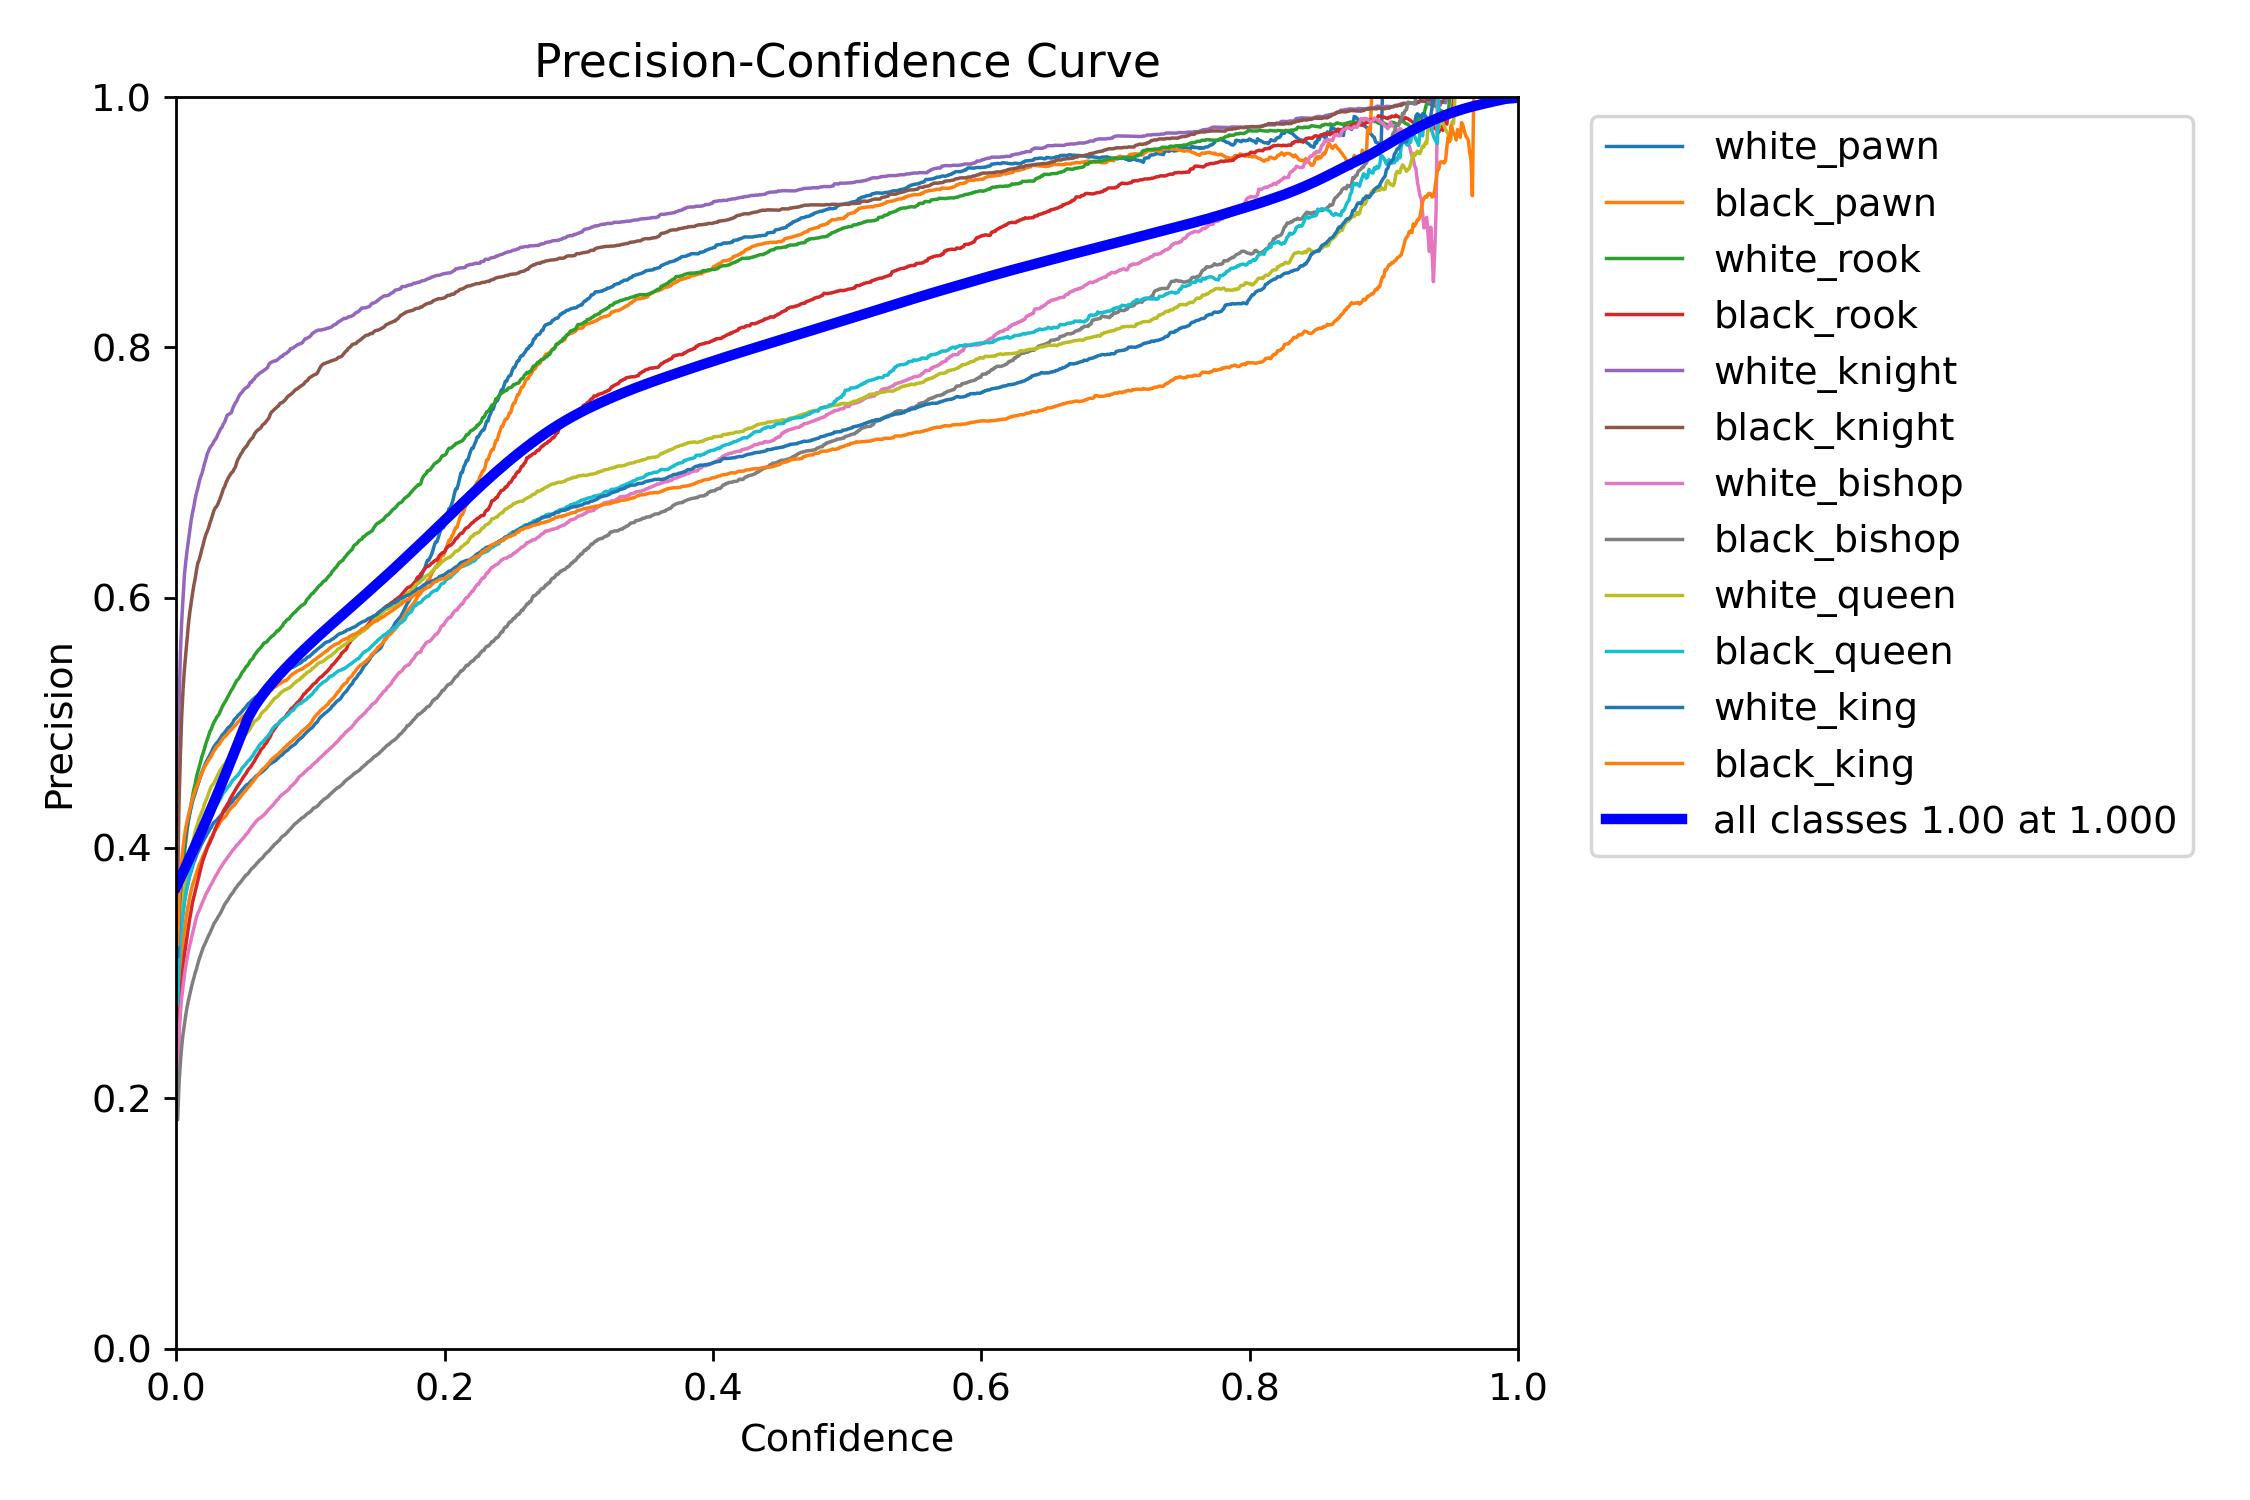 Precision-Confidence Curve
1.0
0.8
0.6
0.4
0.2
0.0
Precision
0.0 0.2 0.4 0.6 0.8 1.0
Confidence
white_pawn
black_pawn
white_rook
black_rook
white_knight
black_knight
white_bishop
black_bishop
white_queen
black_queen
white_king
black_king
all classes 1.00 at 1.000